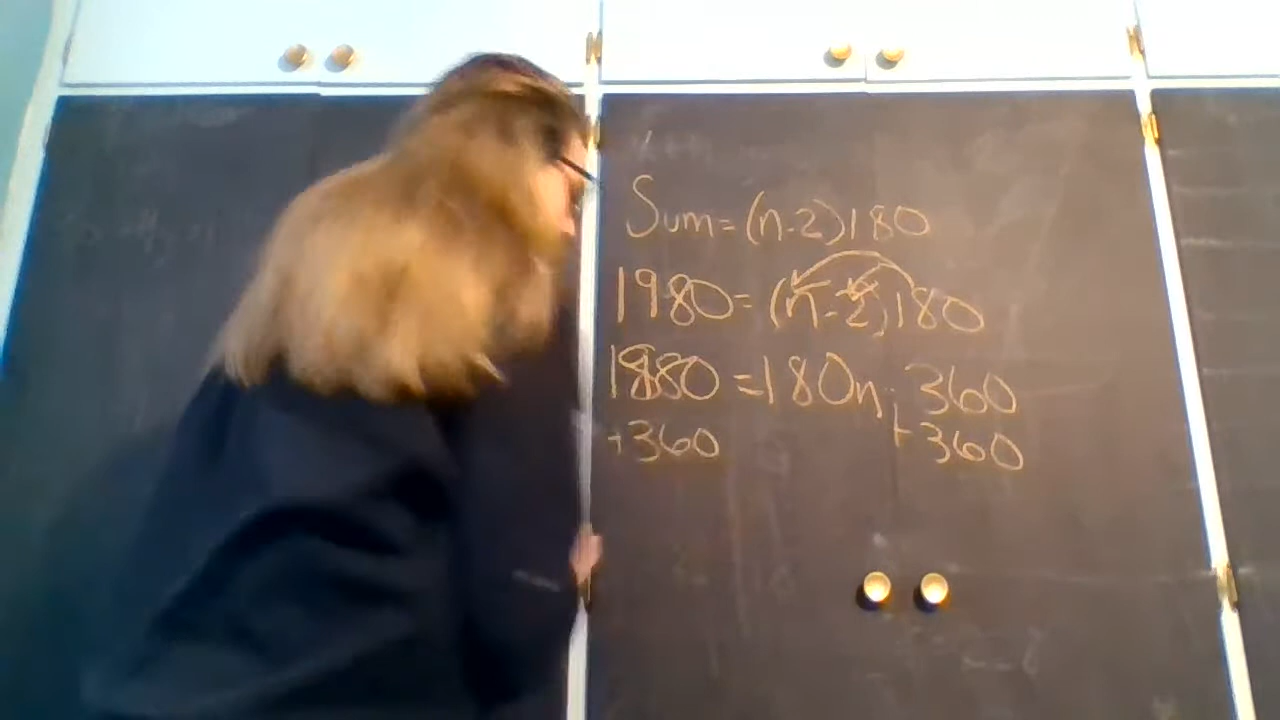 Sum = (n-2)180
1980 = (n-2)180
1980 = 180n - 360
+360 +360